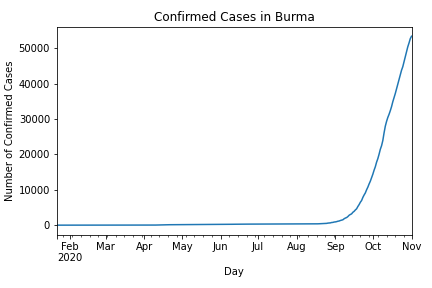 Confirmed Cases in Burma
Number of Confirmed Cases
50000
40000
30000
20000
10000
0
Feb Mar Apr May Jun Jul Aug Sep Oct Nov
2020
Day